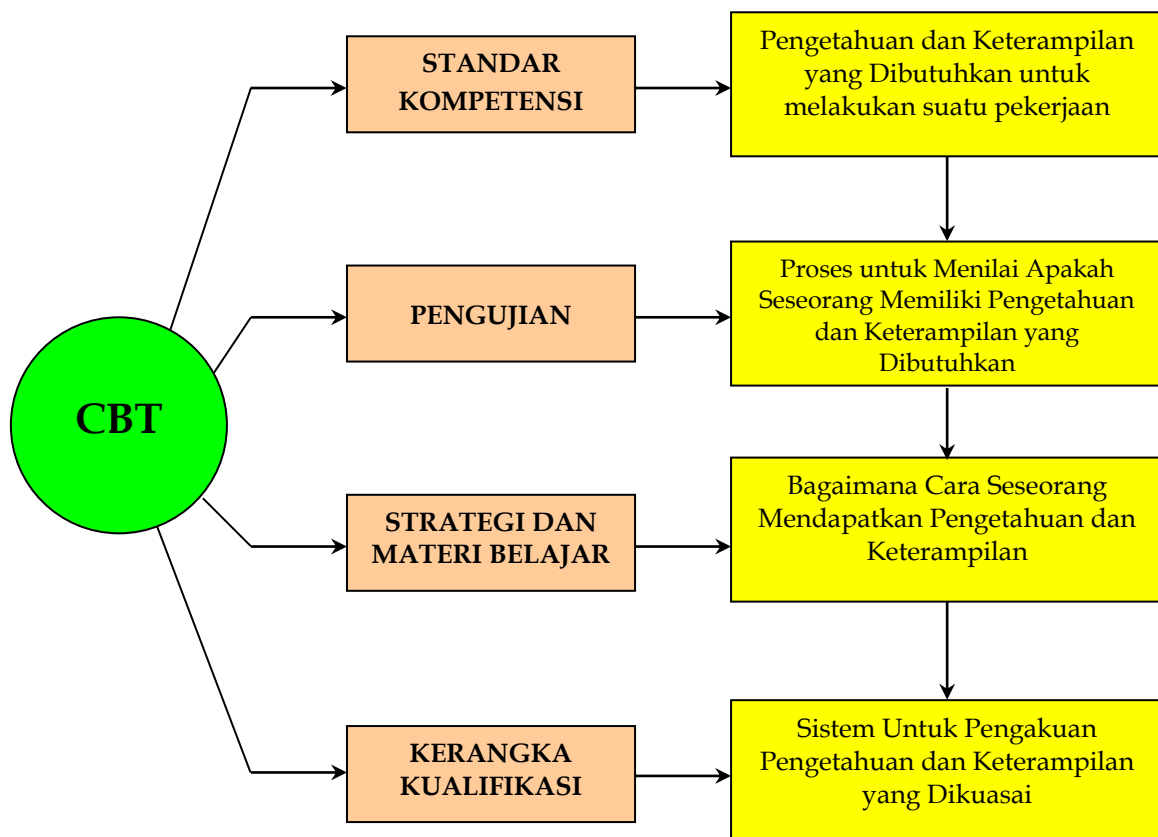 STANDAR
KOMPETENSI
Pengetahuan dan Keterampilan
yang Dibutuhkan untuk
melakukan suatu pekerjaan
PENGUJIAN
Proses untuk Menilai Apakah
Seseorang Memiliki Pengetahuan
dan Keterampilan yang
Dibutuhkan
CBT
STRATEGI DAN
MATERI BELAJAR
Bagaimana Cara Seseorang
Mendapatkan Pengetahuan dan
Keterampilan
KERANGKA
KUALIFIKASI
Sistem Untuk Pengakuan
Pengetahuan dan Keterampilan
yang Dikuasai